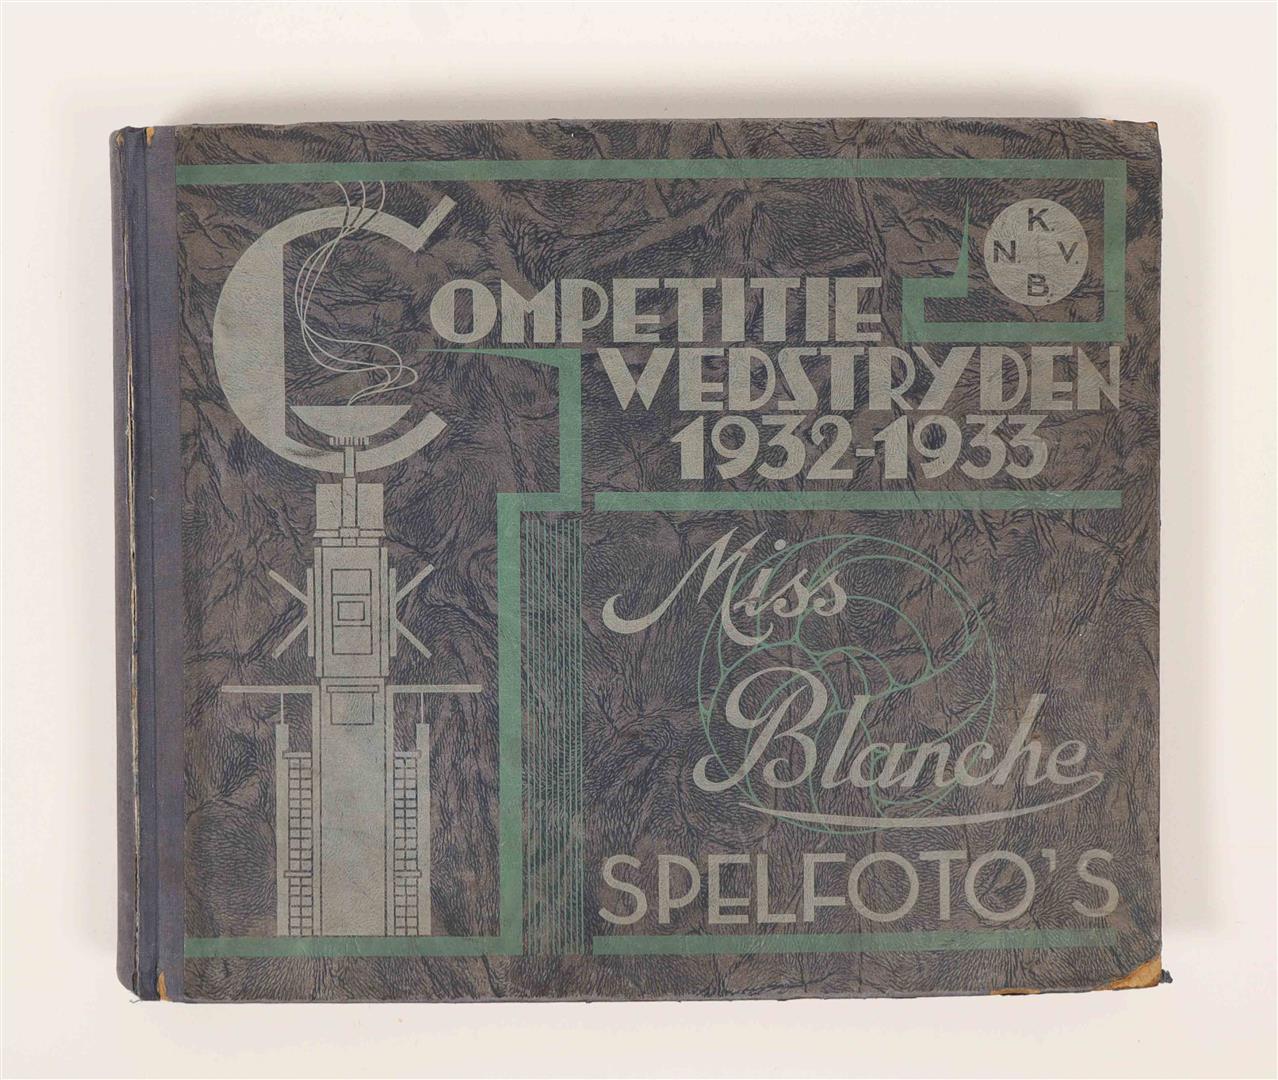 K.
N. V.
B.
COMPETITIE
WEDSTRYDEN
1932-1933
Miss
Blanche
SPELFOTO'S